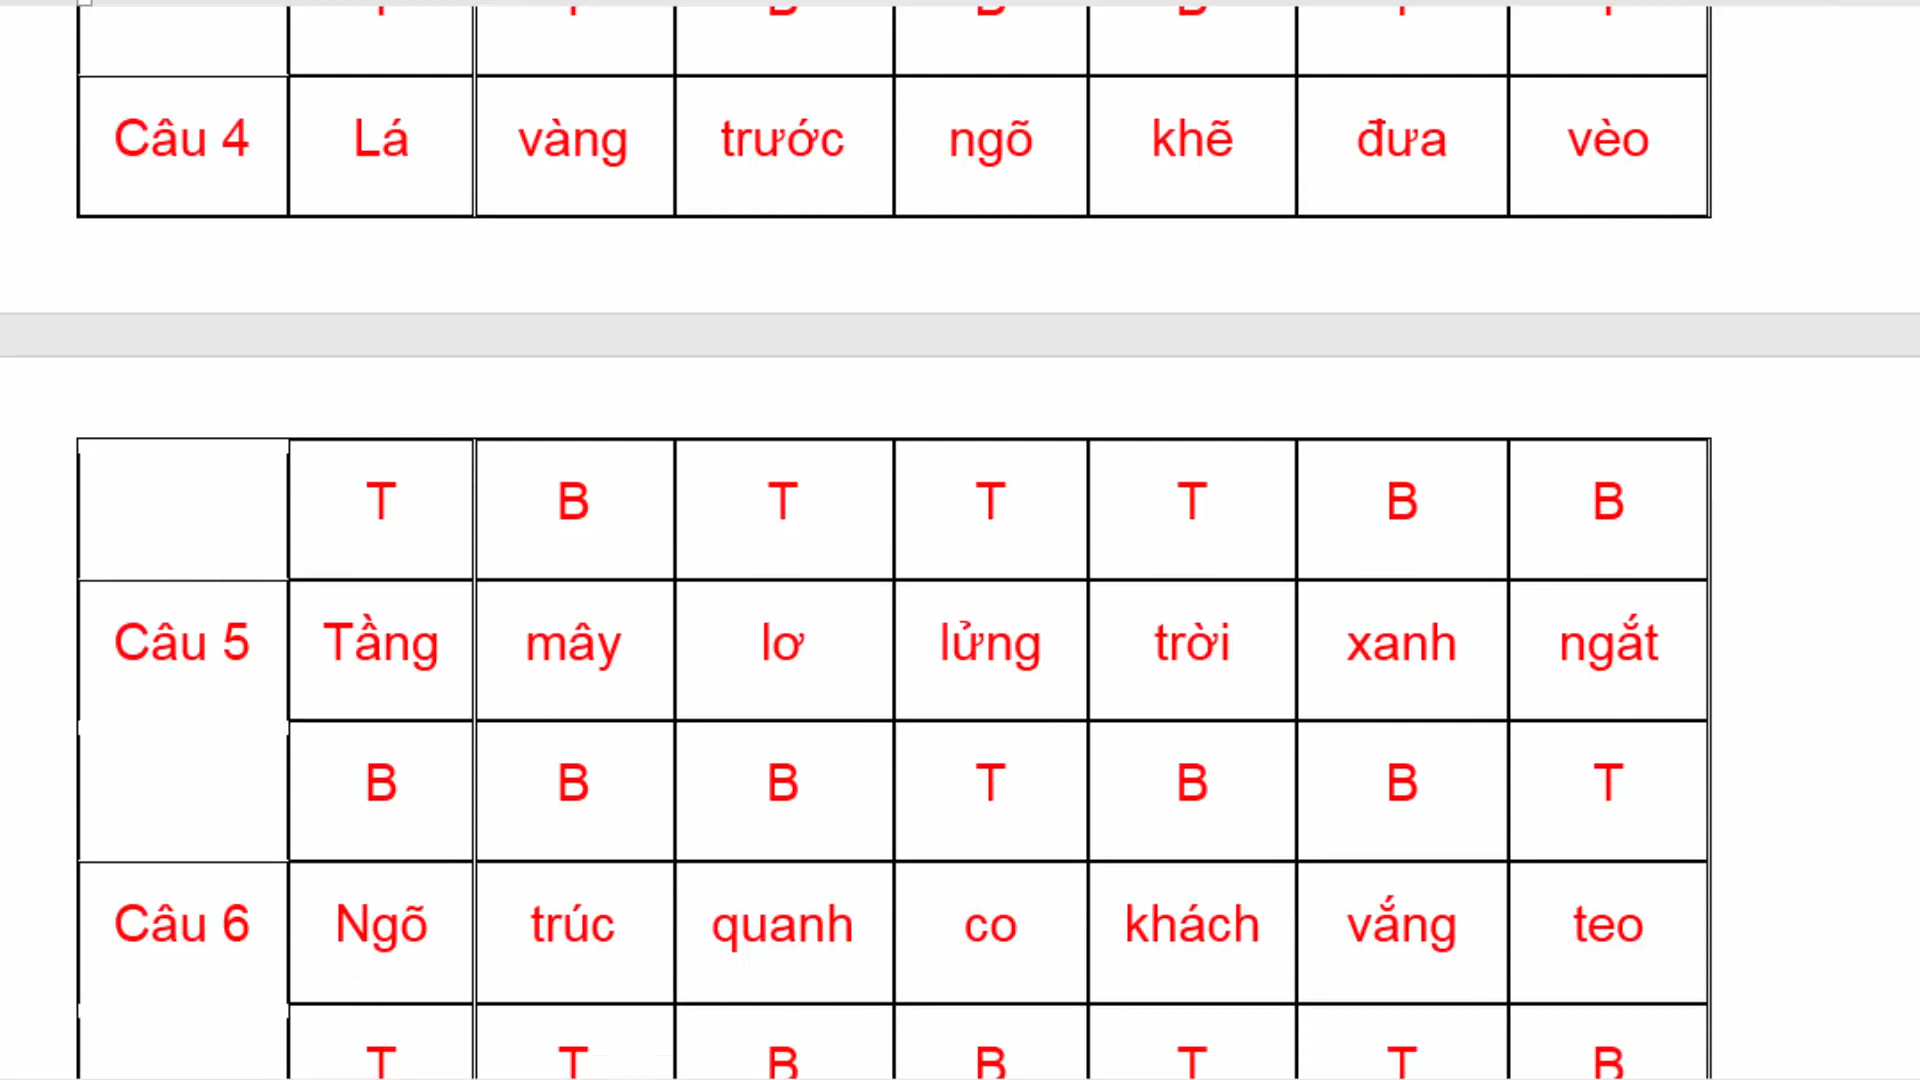 T T B B B T T
Câu 4 Lá vàng trước ngõ khẽ đưa vèo
T B T T T B B
Câu 5 Tầng mây lơ lửng trời xanh ngắt
B B B T B B T
Câu 6 Ngõ trúc quanh co khách vắng teo
T T B B T T B